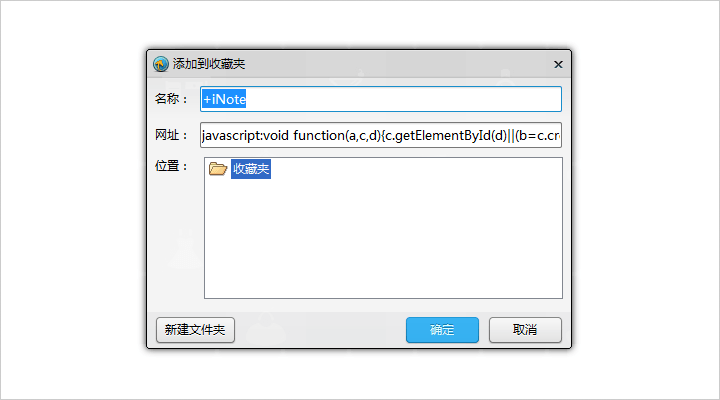 添加到收藏夹
名称：
+iNote
网址：
javascript:void function(a,c,d){c.getElementById(d)||(b=c.cr
位置：
收藏夹
新建文件夹
确定
取消